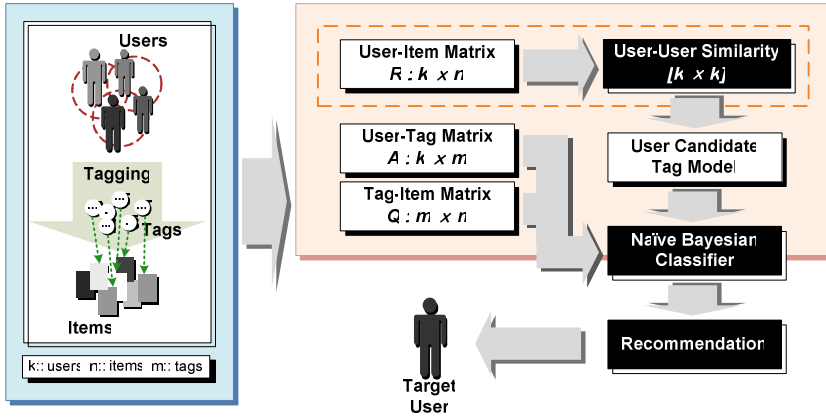 Users
Tagging
Tags
Items
k:: users n:: items m:: tags
User-Item Matrix
R : k x n
User-User Similarity
[k x k]
User-Tag Matrix
A : k x m
Tag-Item Matrix
Q : m x n
User Candidate
Tag Model
Naïve Bayesian
Classifier
Recommendation
Target
User